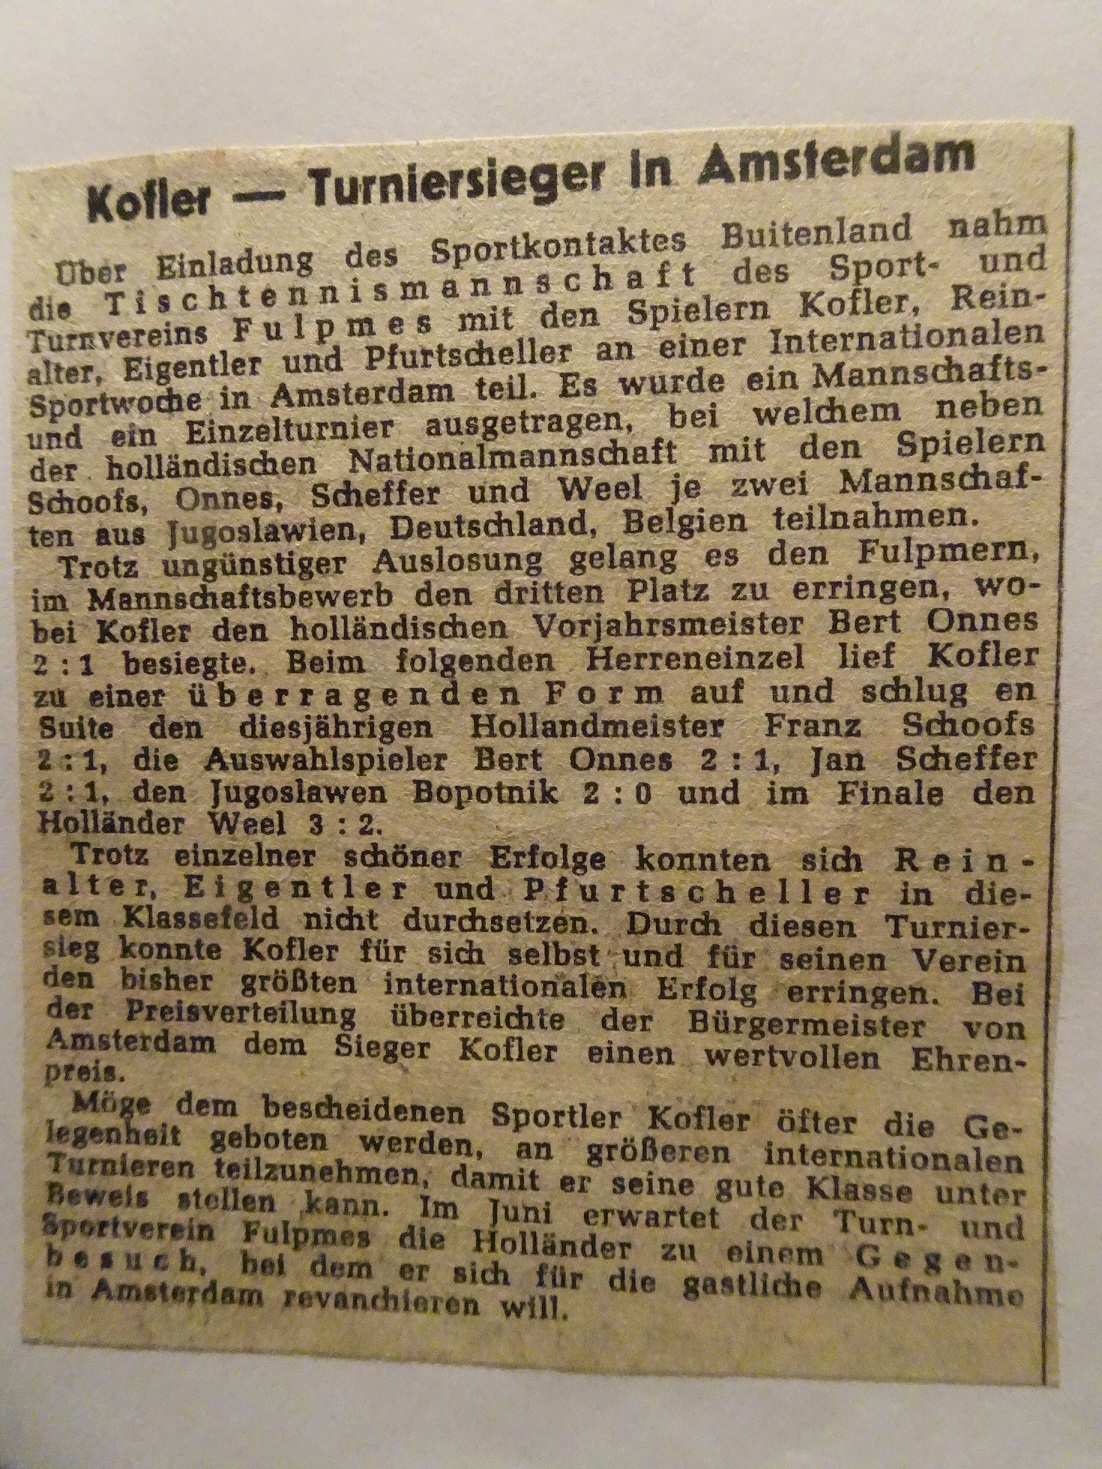 Kofler — Turniersieger in Amsterdam
Über Einladung des Sportkontaktes Buitenland nahm
die Tischtennismannschaft des Sport- und
Turnvereins Fulpmes mit den Spielern Kofler, Rein-
alter, Eigentler und Pfurtscheller an einer Internationalen
Sportwoche in Amsterdam teil. Es wurde ein Mannschafts-
und ein Einzelturnier ausgetragen, bei welchem neben
der holländischen Nationalmannschaft mit den Spielern
Schoofs, Onnes, Scheffer und Weel je zwei Mannschaf-
ten aus Jugoslawien, Deutschland, Belgien teilnahmen.
Trotz ungünstiger Auslosung gelang es den Fulpmern,
im Mannschaftsbewerb den dritten Platz zu erringen, wo-
bei Kofler den holländischen Vorjahrsmeister Bert Onnes
2 : 1 besiegte. Beim folgenden Herreneinzel lief Kofler
zu einer überragenden Form auf und schlug en
Suite den diesjährigen Hollandmeister Franz Schoofs
2 : 1, die Auswahlspieler Bert Onnes 2 : 1, Jan Scheffer
2 : 1, den Jugoslawen Bopotnik 2 : 0 und im Finale den
Holländer Weel 3 : 2.
Trotz einzelner schöner Erfolge konnten sich Rein-
alter, Eigentler und Pfurtscheller in die-
sem Klassefeld nicht durchsetzen. Durch diesen Turnier-
sieg konnte Kofler für sich selbst und für seinen Verein
den bisher größten internationalen Erfolg erringen. Bei
der Preisverteilung überreichte der Bürgermeister von
Amsterdam dem Sieger Kofler einen wertvollen Ehren-
preis.
Möge dem bescheidenen Sportler Kofler öfter die Ge-
legenheit geboten werden, an größeren internationalen
Turnieren teilzunehmen, damit er seine gute Klasse unter
Beweis stellen kann. Im Juni erwartet der Turn- und
Sportverein Fulpmes die Holländer zu einem Gegen-
besuch, bei dem er sich für die gastliche Aufnahme
in Amsterdam revanchieren will.